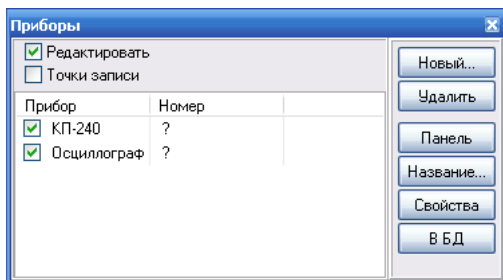 Приборы
Редактировать
Точки записи
Прибор Номер
КП-240 ?
Осциллограф ?
Новый...
Удалить
Панель
Название...
Свойства
В БД